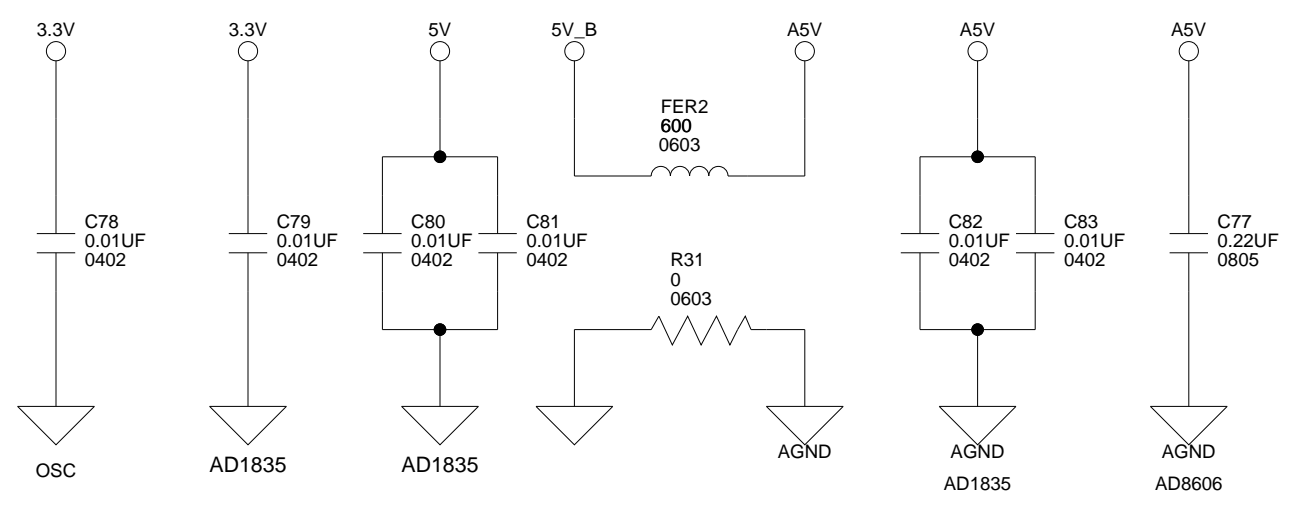 3.3V
3.3V
5V
5V_B
A5V
A5V
A5V
FER2
600
0603
C78
0.01UF
0402
C79
0.01UF
0402
C80
0.01UF
0402
C81
0.01UF
0402
R31
0
0603
C82
0.01UF
0402
C83
0.01UF
0402
C77
0.22UF
0805
OSC
AD1835
AD1835
AGND
AGND
AD1835
AGND
AD8606